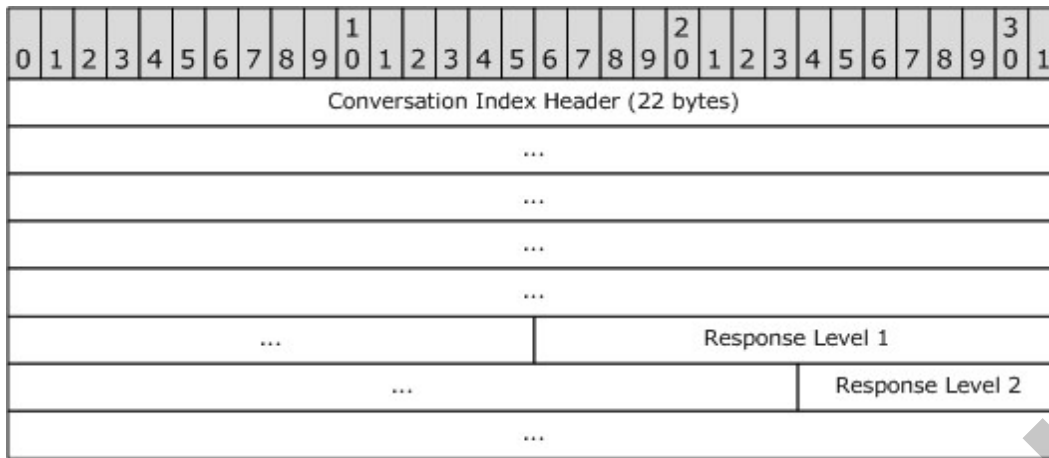 1 2 3
0 1 2 3 4 5 6 7 8 9 0 1 2 3 4 5 6 7 8 9 0 1 2 3 4 5 6 7 8 9 0 1
Conversation Index Header (22 bytes)
...
...
...
...
... Response Level 1
... Response Level 2
...